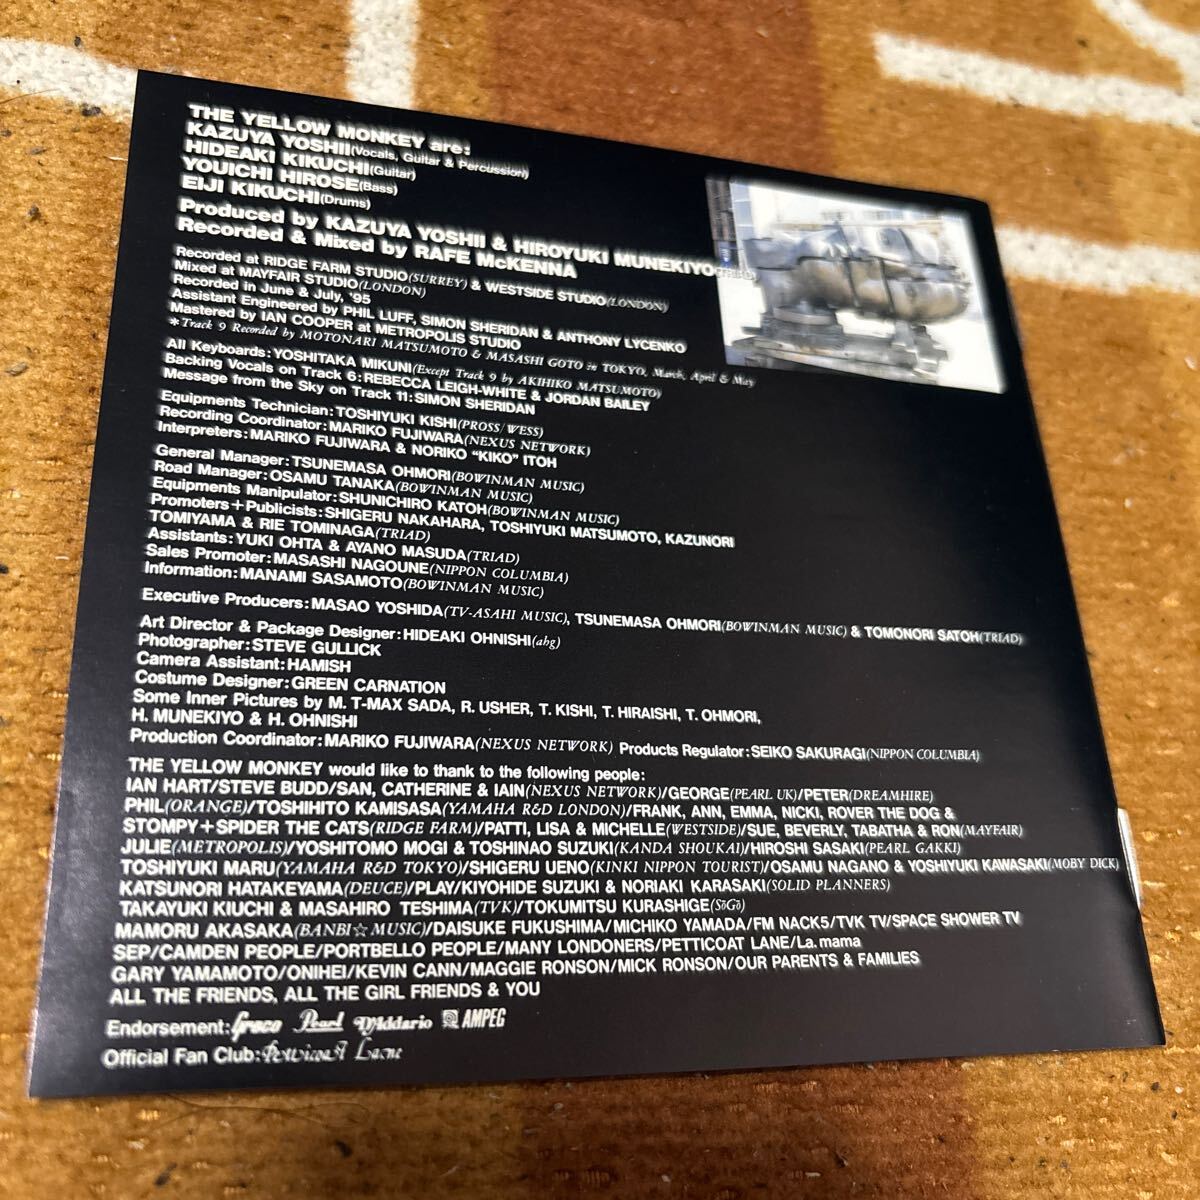 THE YELLOW MONKEY are:
KAZUYA YOSHII(Vocals, Guitar & Percussion)
HIDEAKI KIKUCHI(Guitar)
YOUICHI HIROSE(Bass)
EIJI KIKUCHI(Drums)
Produced by KAZUYA YOSHII & HIROYUKI MUNEKIYO(TRIAD)
Recorded & Mixed by RAFE McKENNA
Recorded at RIDGE FARM STUDIO(SURREY) & WESTSIDE STUDIO(LONDON)
Mixed at MAYFAIR STUDIO(LONDON)
Recorded in June & July, '95
Assistant Engineered by PHIL LUFF, SIMON SHERIDAN & ANTHONY LYCENKO
Mastered by IAN COOPER at METROPOLIS STUDIO
*Track 9 Recorded by MOTONARI MATSUMOTO & MASASHI GOTO in TOKYO, March, April & May
All Keyboards:YOSHITAKA MIKUNI(Except Track 9 by AKIHIKO MATSUMOTO)
Backing Vocals on Track 6:REBECCA LEIGH-WHITE & JORDAN BAILEY
Message from the Sky on Track 11:SIMON SHERIDAN
Equipments Technician:TOSHIYUKI KISHI(PROSS/WESS)
Recording Coordinator:MARIKO FUJIWARA(NEXUS NETWORK)
Interpreters:MARIKO FUJIWARA & NORIKO "KIKO" ITOH
General Manager:TSUNEMASA OHMORI(BOWINMAN MUSIC)
Road Manager:OSAMU TANAKA(BOWINMAN MUSIC)
Equipments Manipulator:SHUNICHIRO KATOH(BOWINMAN MUSIC)
Promoters+Publicists:SHIGERU NAKAHARA, TOSHIYUKI MATSUMOTO, KAZUNORI
TOMIYAMA & RIE TOMINAGA(TRIAD)
Assistants:YUKI OHTA & AYANO MASUDA(TRIAD)
Sales Promoter:MASASHI NAGOUNE(NIPPON COLUMBIA)
Information:MANAMI SASAMOTO(BOWINMAN MUSIC)
Executive Producers:MASAO YOSHIDA(TV-ASAHI MUSIC), TSUNEMASA OHMORI(BOWINMAN MUSIC) & TOMONORI SATOH(TRIAD)
Art Director & Package Designer:HIDEAKI OHNISHI(ahg)
Photographer:STEVE GULLICK
Camera Assistant:HAMISH
Costume Designer:GREEN CARNATION
Some Inner Pictures by M. T-MAX SADA, R. USHER, T. KISHI, T. HIRAISHI, T. OHMORI,
H. MUNEKIYO & H. OHNISHI
Production Coordinator:MARIKO FUJIWARA(NEXUS NETWORK) Products Regulator:SEIKO SAKURAGI(NIPPON COLUMBIA)
THE YELLOW MONKEY would like to thank to the following people:
IAN HART/STEVE BUDD/SAN, CATHERINE & IAIN(NEXUS NETWORK)/GEORGE(PEARL UK)/PETER(DREAMHIRE)
PHIL(ORANGE)/TOSHIHITO KAMISASA(YAMAHA R&D LONDON)/FRANK, ANN, EMMA, NICKI, ROVER THE DOG &
STOMPY+SPIDER THE CATS(RIDGE FARM)/PATTI, LISA & MICHELLE(WESTSIDE)/SUE, BEVERLY, TABATHA & RON(MAYFAIR)
JULIE(METROPOLIS)/YOSHITOMO MOGI & TOSHINAO SUZUKI(KANDA SHOUKAI)/HIROSHI SASAKI(PEARL GAKKI)
TOSHIYUKI MARU(YAMAHA R&D TOKYO)/SHIGERU UENO(KINKI NIPPON TOURIST)/OSAMU NAGANO & YOSHIYUKI KAWASAKI(MOBY DICK)
KATSUNORI HATAKEYAMA(DEUCE)/PLAY/KIYOHIDE SUZUKI & NORIAKI KARASAKI(SOLID PLANNERS)
TAKAYUKI KIUCHI & MASAHIRO TESHIMA(TVK)/TOKUMITSU KURASHIGE(SōGō)
MAMORU AKASAKA(BANBI☆MUSIC)/DAISUKE FUKUSHIMA/MICHIKO YAMADA/FM NACK5/TVK TV/SPACE SHOWER TV
SEP/CAMDEN PEOPLE/PORTBELLO PEOPLE/MANY LONDONERS/PETTICOAT LANE/La.mama
GARY YAMAMOTO/ONIHEI/KEVIN CANN/MAGGIE RONSON/MICK RONSON/OUR PARENTS & FAMILIES
ALL THE FRIENDS, ALL THE GIRL FRIENDS & YOU
Endorsement:Greco Pearl D'Addario AMPEG
Official Fan Club:PetticoaT Lane